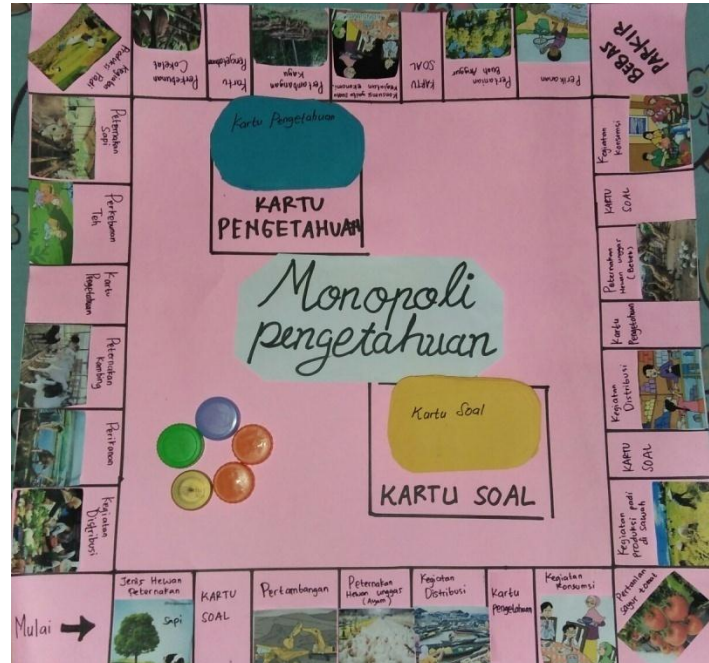 Kegiatan
Produksi Padi
Perkebunan
Cokelat
Kartu
Pengetahuan
Pertambangan
Kayu
KARTU
SOAL
Pertanian
Buah Anggur
Perikanan
BEBAS
PARKIR
Peternakan
Sapi
Perkebunan
Teh
Kartu
Pengetahuan
Peternakan
Kambing
Perikanan
Kegiatan
Distribusi
Kartu Pengetahuan
KARTU
PENGETAHUAN
Monopoli
pengetahuan
Kartu Soal
KARTU SOAL
Kegiatan
Konsumsi
KARTU
SOAL
Peternakan
Hewan unggas
(Bebek)
Kartu
Pengetahuan
Kegiatan
Distribusi
KARTU
SOAL
Kegiatan
produksi padi
di sawah
Mulai
Jenis Hewan
Peternakan
Sapi
KARTU
SOAL
Pertambangan
Peternakan
Hewan unggas
(Ayam)
Kegiatan
Distribusi
Kartu
pengetahuan
Kegiatan
Konsumsi
Pertanian
sayur tomat